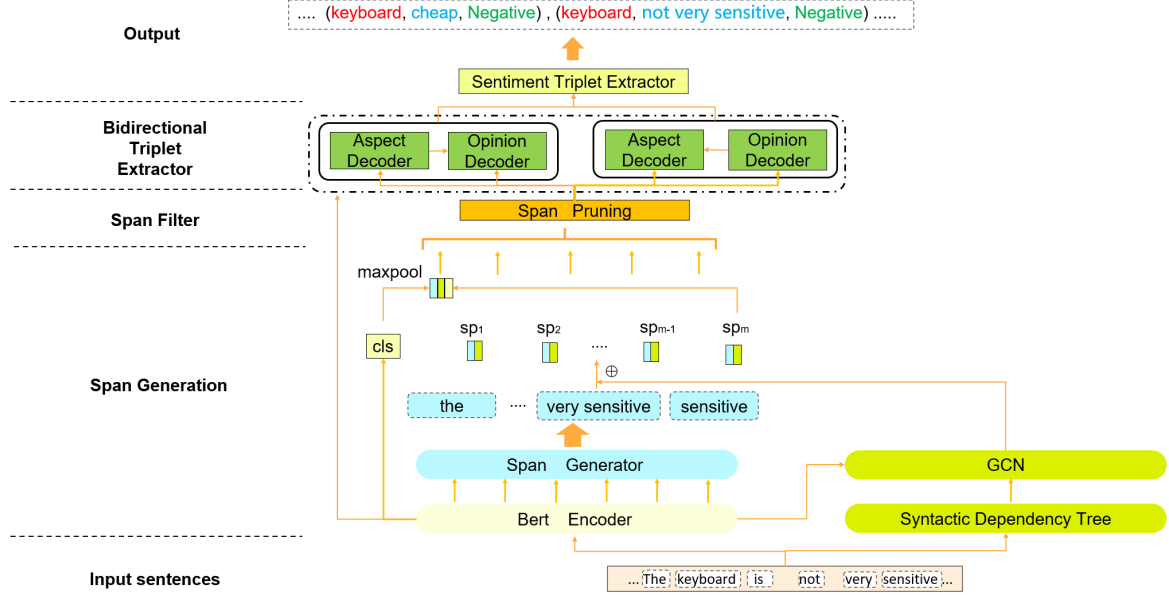 Output
.... (keyboard, cheap, Negative) , (keyboard, not very sensitive, Negative) .....
Sentiment Triplet Extractor
Bidirectional
Triplet
Extractor
Aspect
Decoder
Opinion
Decoder
Aspect
Decoder
Opinion
Decoder
Span Filter
Span Pruning
maxpool
Span Generation
cls
sp1
sp2
....
spm-1
spm
⊕
the
....
very sensitive
sensitive
Span Generator
GCN
Bert Encoder
Syntactic Dependency Tree
Input sentences
... The keyboard is not very sensitive ...